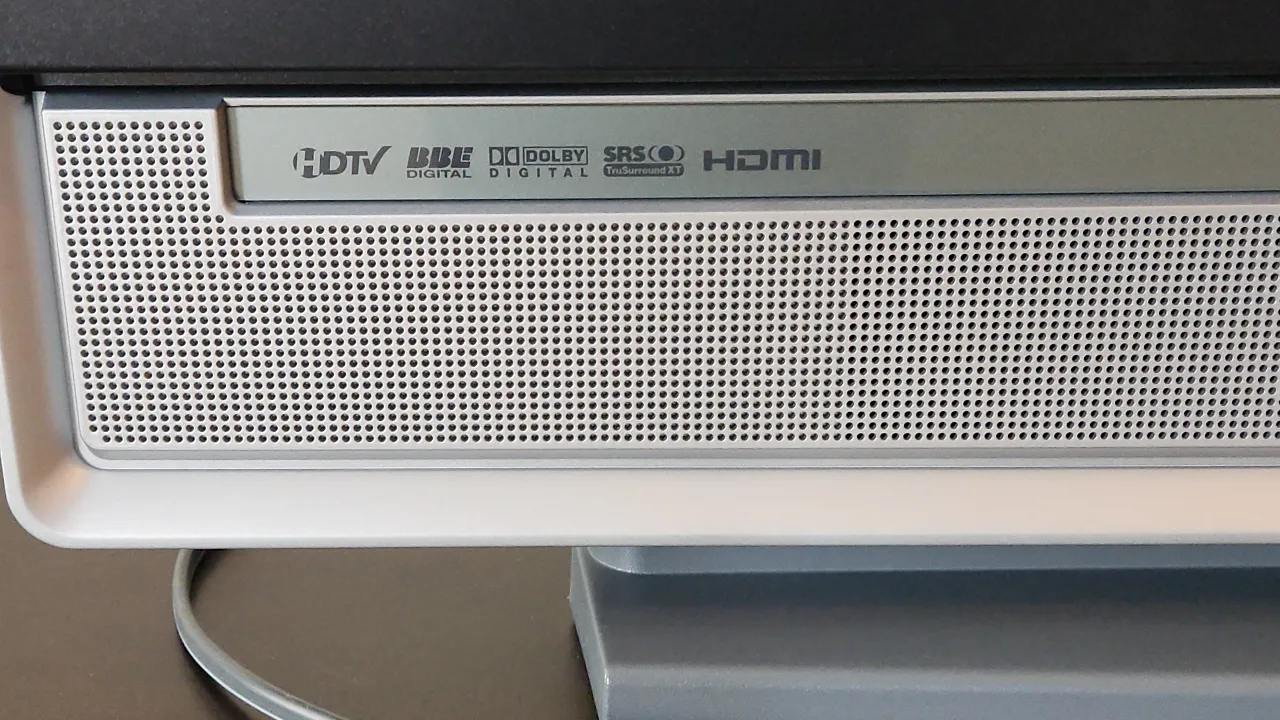 HDTV
BBE
DIGITAL
DOLBY
DIGITAL
SRS
TruSurround XT
HDMI